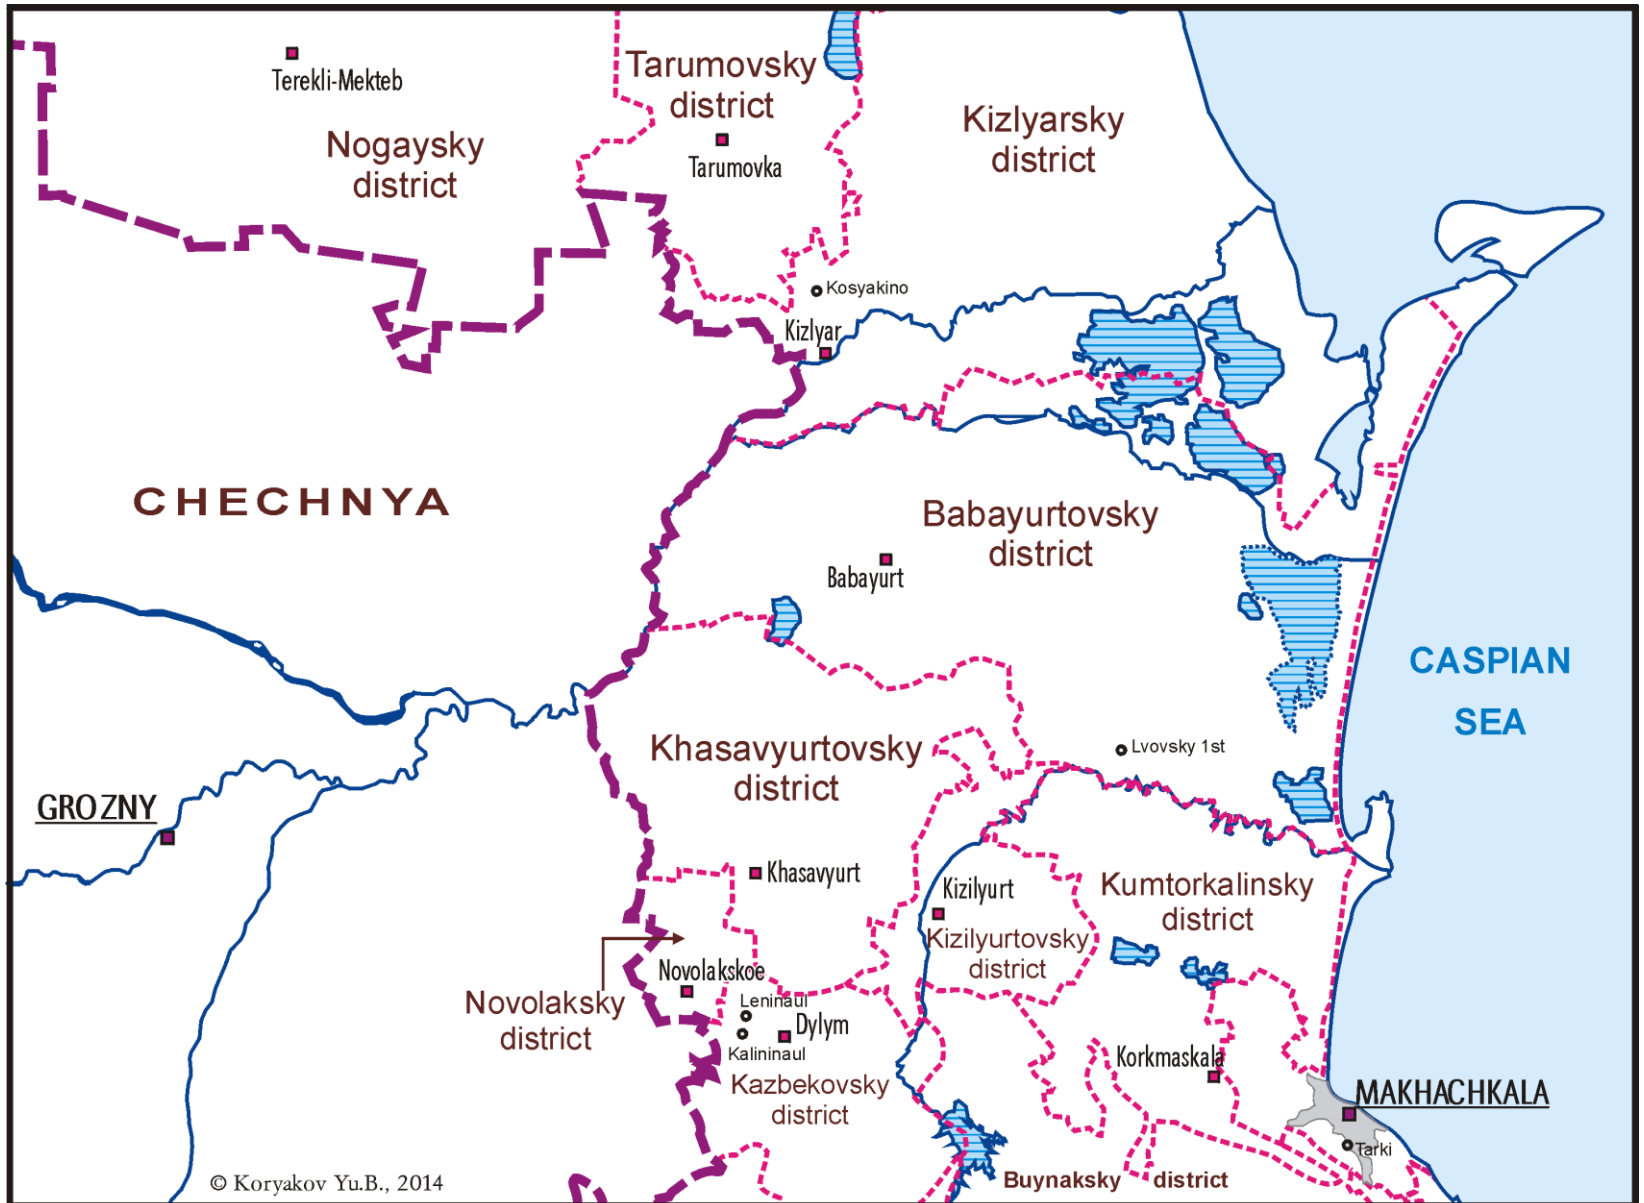 Terekli-Mekteb
Nogaysky
district
Tarumovsky
district
Tarumovka
Kizlyarsky
district
Kosyakino
Kizlyar
CHECHNYA
Babayurtovsky
district
Babayurt
CASPIAN
SEA
Lvovsky 1st
Khasavyurtovsky
district
GROZNY
Khasavyurt
Kizilyurt
Kizilyurtovsky
district
Kumtorkalinsky
district
Novolakskoe
Novolaksky
district
Leninaul
Dylym
Kalininaul
Kazbekovsky
district
Korkmaskala
MAKHACHKALA
Tarki
Buynaksky district
© Koryakov Yu.B., 2014